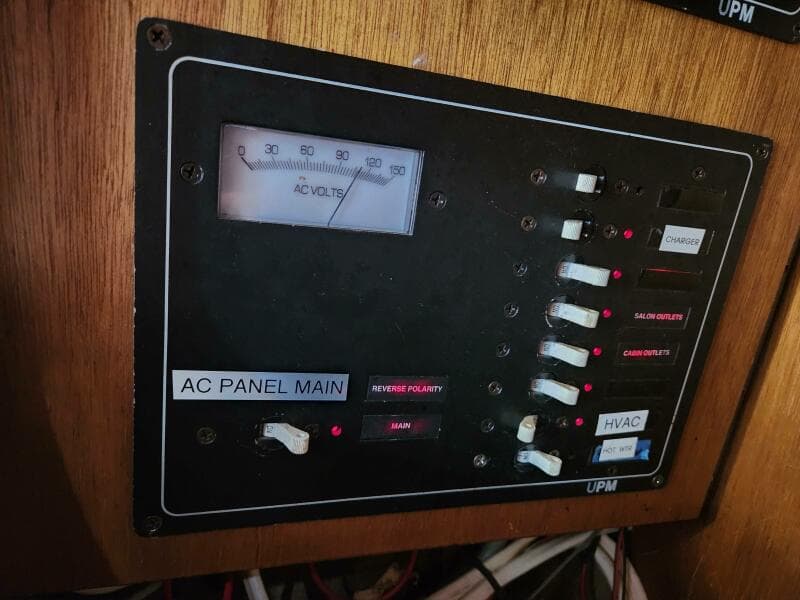 UPM
0 30 60 90 120 150
AC VOLTS
CHARGER
SALON OUTLETS
CABIN OUTLETS
AC PANEL MAIN
REVERSE POLARITY
MAIN
HVAC
HOT WTR
UPM